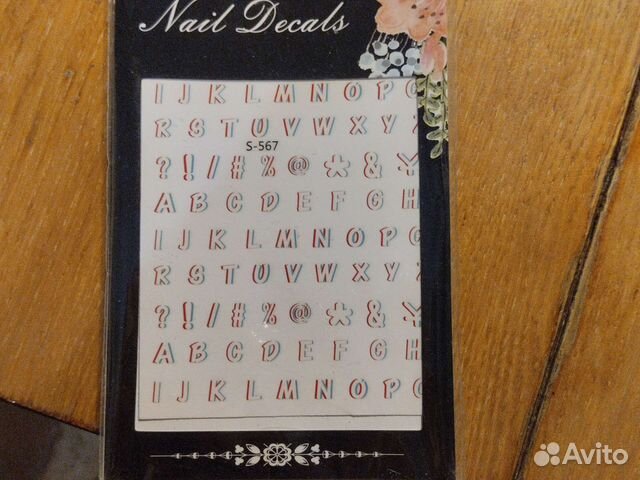 Nail Decals
I J K L M N O P Q
R S T U V W X Y Z
S-567
? ! / # % @ * & ¥
A B C D E F G H
I J K L M N O P Q
R S T U V W X Y Z
? ! / # % @ * & ¥
A B C D E F G H
I J K L M N O P Q
Avito